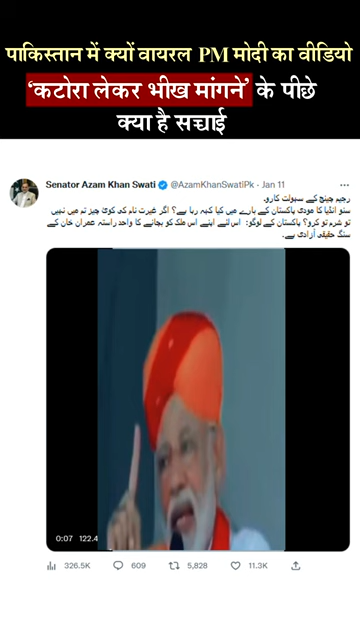 पाकिस्तान में क्यों वायरल PM मोदी का वीडियो
'कटोरा लेकर भीख मांगने' के पीछे
क्या है सच्चाई
Senator Azam Khan Swati @AzamKhanSwatiPk · Jan 11
رجیم چینج کے سہولت کارو۔
سنو انڈیا کا مودی پاکستان کے بارے میں کیا کہہ رہا ہے؟ اگر غیرت نام کی کوئ چیز تم میں نہیں
تو شرم تو کرو؟ پاکستان کے لوگو: اس لئے اپنے اس ملک کو بچانے کا واحد راستہ عمران خان کے
سنگ حقیقی آزادی ہے۔
0:07 122.4
326.5K 609 5,828 11.3K